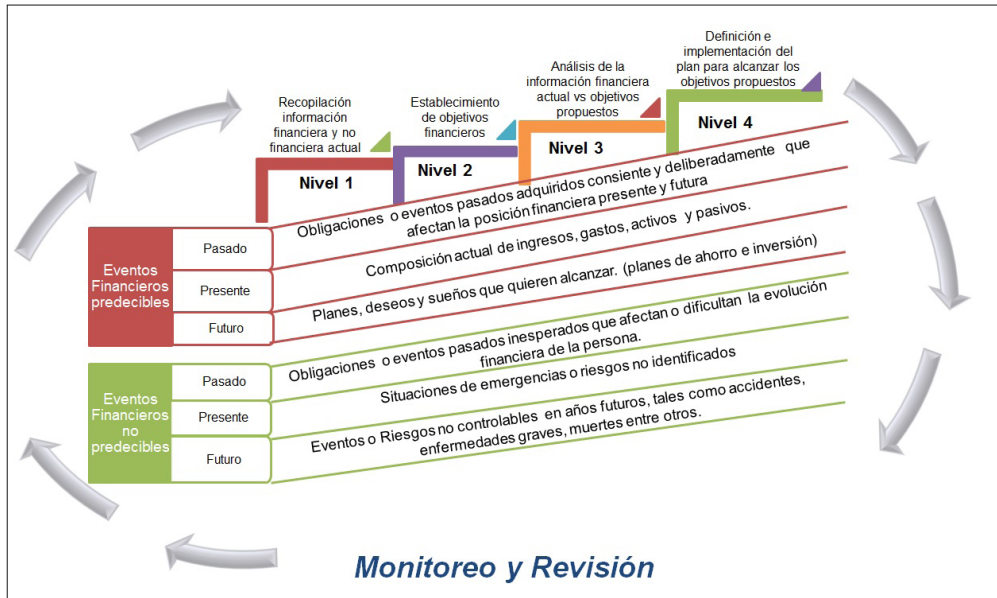 Recopilación
información
financiera y no
financiera actual
Nivel 1
Establecimiento
de objetivos
financieros
Nivel 2
Análisis de la
información financiera
actual vs objetivos
propuestos
Nivel 3
Definición e
implementación del
plan para alcanzar los
objetivos propuestos
Nivel 4
Eventos
Financieros
predecibles
Pasado
Obligaciones o eventos pasados adquiridos consiente y deliberadamente que
afectan la posición financiera presente y futura
Presente
Composición actual de ingresos, gastos, activos y pasivos.
Futuro
Planes, deseos y sueños que quieren alcanzar. (planes de ahorro e inversión)
Eventos
Financieros
no
predecibles
Pasado
Obligaciones o eventos pasados inesperados que afectan o dificultan la evolución
financiera de la persona.
Presente
Situaciones de emergencias o riesgos no identificados
Futuro
Eventos o Riesgos no controlables en años futuros, tales como accidentes,
enfermedades graves, muertes entre otros.
Monitoreo y Revisión